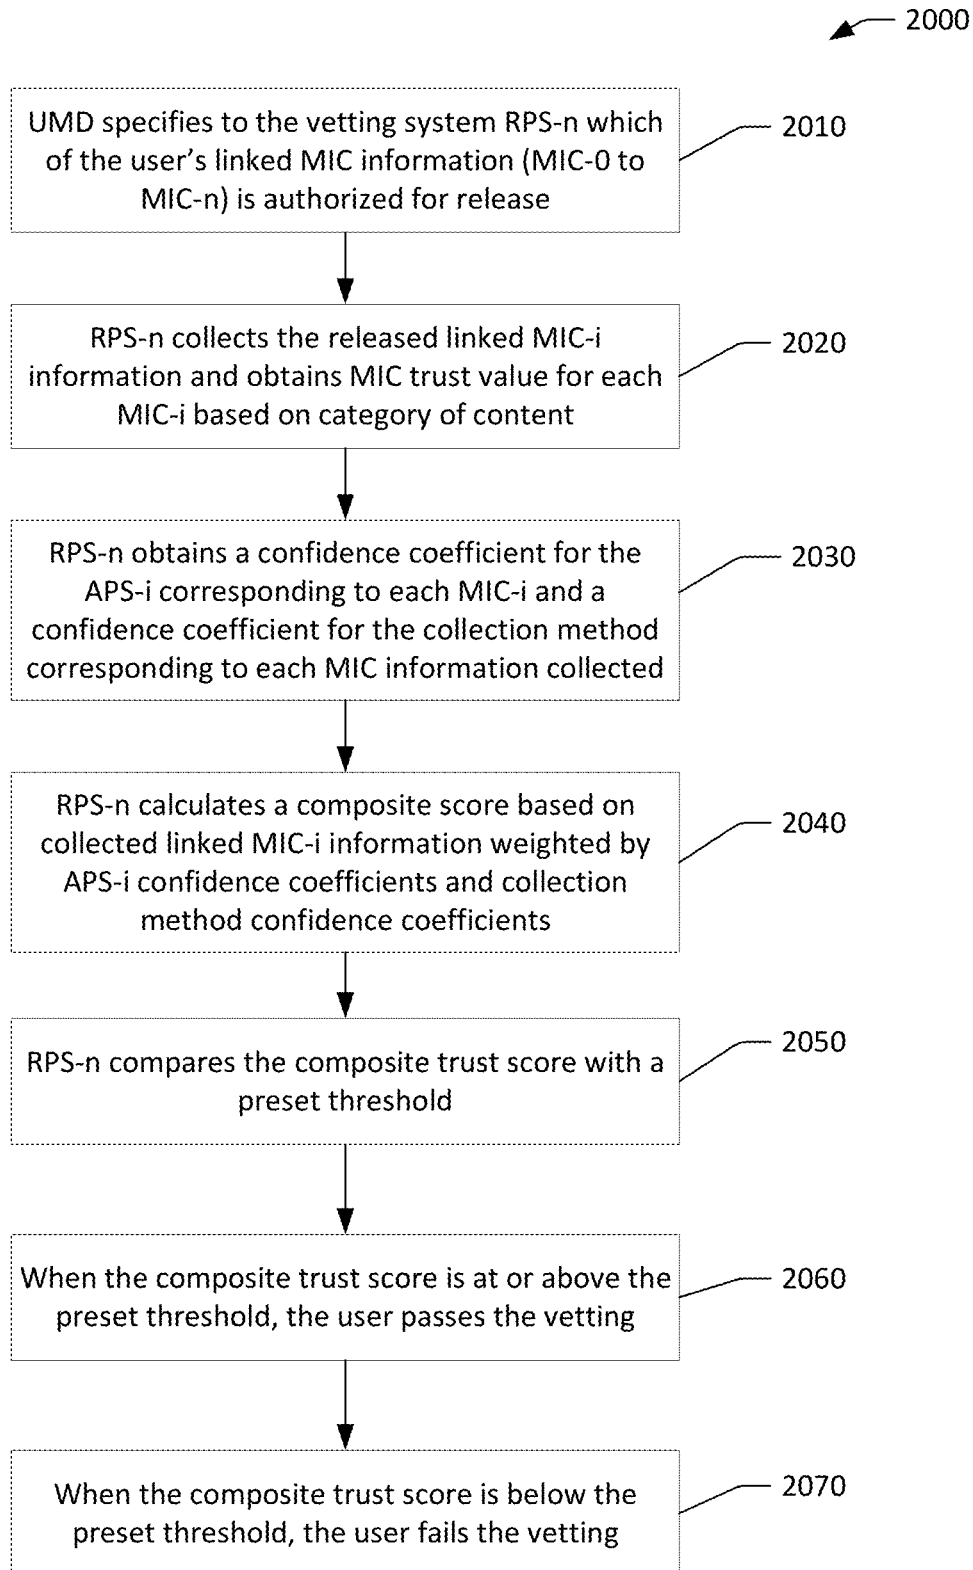 2000
UMD specifies to the vetting system RPS-n which
of the user's linked MIC information (MIC-0 to
MIC-n) is authorized for release
2010
RPS-n collects the released linked MIC-i
information and obtains MIC trust value for each
MIC-i based on category of content
2020
RPS-n obtains a confidence coefficient for the
APS-i corresponding to each MIC-i and a
confidence coefficient for the collection method
corresponding to each MIC information collected
2030
RPS-n calculates a composite score based on
collected linked MIC-i information weighted by
APS-i confidence coefficients and collection
method confidence coefficients
2040
RPS-n compares the composite trust score with a
preset threshold
2050
When the composite trust score is at or above the
preset threshold, the user passes the vetting
2060
When the composite trust score is below the
preset threshold, the user fails the vetting
2070